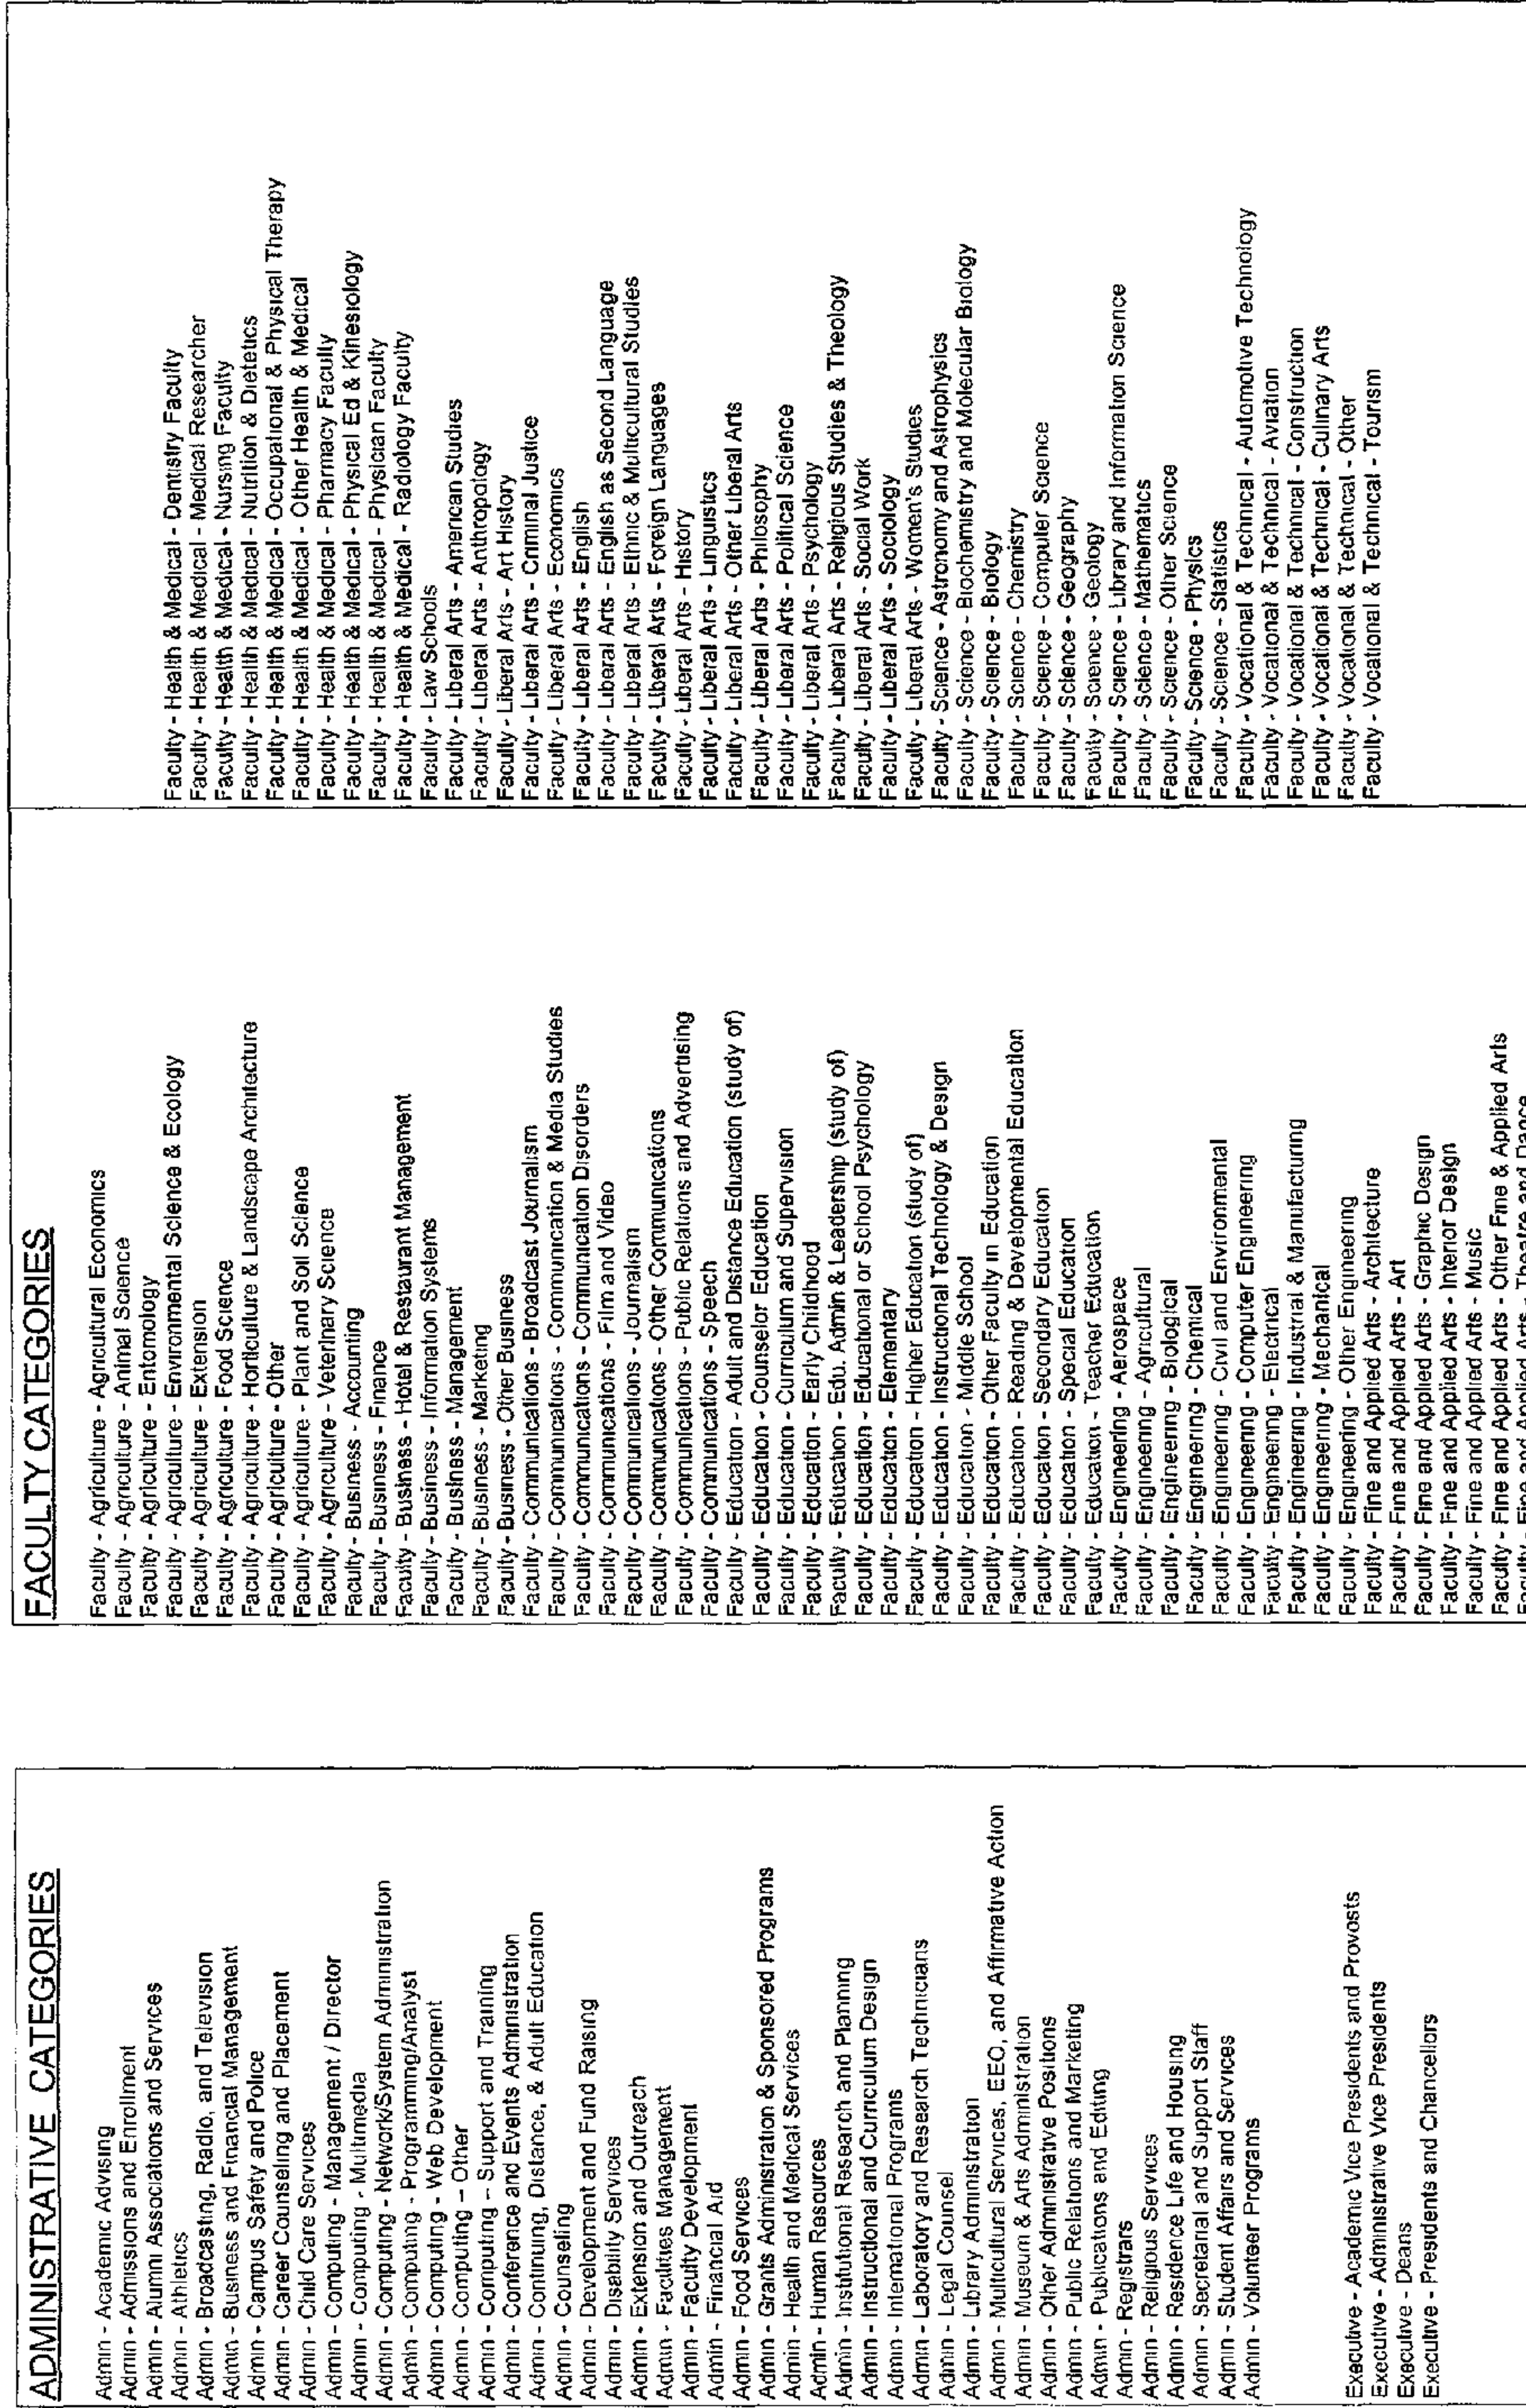 ADMINISTRATIVE CATEGORIES
Admin - Academic Advising
Admin - Admissions and Enrollment
Admin - Alumni Associations and Services
Admin - Athletics
Admin - Broadcasting, Radio, and Television
Admin - Business and Financial Management
Admin - Campus Safety and Police
Admin - Career Counseling and Placement
Admin - Child Care Services
Admin - Computing - Management / Director
Admin - Computing - Multimedia
Admin - Computing - Network/System Administration
Admin - Computing - Programming/Analyst
Admin - Computing - Web Development
Admin - Computing – Other
Admin - Computing – Support and Training
Admin - Conference and Events Administration
Admin - Continuing, Distance, & Adult Education
Admin - Counseling
Admin - Development and Fund Raising
Admin - Disability Services
Admin - Extension and Outreach
Admin - Facilities Management
Admin - Faculty Development
Admin - Financial Aid
Admin - Food Services
Admin - Grants Administration & Sponsored Programs
Admin - Health and Medical Services
Admin - Human Resources
Admin - Institutional Research and Planning
Admin - Instructional and Curriculum Design
Admin - International Programs
Admin - Laboratory and Research Technicians
Admin - Legal Counsel
Admin - Library Administration
Admin - Multicultural Services, EEO, and Affirmative Action
Admin - Museum & Arts Administration
Admin - Other Administrative Positions
Admin - Public Relations and Marketing
Admin - Publications and Editing
Admin - Registrars
Admin - Religious Services
Admin - Residence Life and Housing
Admin - Secretarial and Support Staff
Admin - Student Affairs and Services
Admin - Volunteer Programs
Executive - Academic Vice Presidents and Provosts
Executive - Administrative Vice Presidents
Executive - Deans
Executive - Presidents and Chancellors
FACULTY CATEGORIES
Faculty - Agriculture - Agricultural Economics
Faculty - Agriculture - Animal Science
Faculty - Agriculture - Entomology
Faculty - Agriculture - Environmental Science & Ecology
Faculty - Agriculture - Extension
Faculty - Agriculture - Food Science
Faculty - Agriculture - Horticulture & Landscape Architecture
Faculty - Agriculture - Other
Faculty - Agriculture - Plant and Soil Science
Faculty - Agriculture - Veterinary Science
Faculty - Business - Accounting
Faculty - Business - Finance
Faculty - Business - Hotel & Restaurant Management
Faculty - Business - Information Systems
Faculty - Business - Management
Faculty - Business - Marketing
Faculty - Business - Other Business
Faculty - Communications - Broadcast Journalism
Faculty - Communications - Communication & Media Studies
Faculty - Communications - Communication Disorders
Faculty - Communications - Film and Video
Faculty - Communications - Journalism
Faculty - Communications - Other Communications
Faculty - Communications - Public Relations and Advertising
Faculty - Communications - Speech
Faculty - Education - Adult and Distance Education (study of)
Faculty - Education - Counselor Education
Faculty - Education - Curriculum and Supervision
Faculty - Education - Early Childhood
Faculty - Education - Edu. Admin & Leadership (study of)
Faculty - Education - Educational or School Psychology
Faculty - Education - Elementary
Faculty - Education - Higher Education (study of)
Faculty - Education - Instructional Technology & Design
Faculty - Education - Middle School
Faculty - Education - Other Faculty in Education
Faculty - Education - Reading & Developmental Education
Faculty - Education - Secondary Education
Faculty - Education - Special Education
Faculty - Education - Teacher Education
Faculty - Engineering - Aerospace
Faculty - Engineering - Agricultural
Faculty - Engineering - Biological
Faculty - Engineering - Chemical
Faculty - Engineering - Civil and Environmental
Faculty - Engineering - Computer Engineering
Faculty - Engineering - Electrical
Faculty - Engineering - Industrial & Manufacturing
Faculty - Engineering - Mechanical
Faculty - Engineering - Other Engineering
Faculty - Fine and Applied Arts - Architecture
Faculty - Fine and Applied Arts - Art
Faculty - Fine and Applied Arts - Graphic Design
Faculty - Fine and Applied Arts - Interior Design
Faculty - Fine and Applied Arts - Music
Faculty - Fine and Applied Arts - Other Fine & Applied Arts
Faculty - Fine and Applied Arts - Theatre and Dance
Faculty - Health & Medical - Dentistry Faculty
Faculty - Health & Medical - Medical Researcher
Faculty - Health & Medical - Nursing Faculty
Faculty - Health & Medical - Nutrition & Dietetics
Faculty - Health & Medical - Occupational & Physical Therapy
Faculty - Health & Medical - Other Health & Medical
Faculty - Health & Medical - Pharmacy Faculty
Faculty - Health & Medical - Physical Ed & Kinesiology
Faculty - Health & Medical - Physician Faculty
Faculty - Health & Medical - Radiology Faculty
Faculty - Law Schools
Faculty - Liberal Arts - American Studies
Faculty - Liberal Arts - Anthropology
Faculty - Liberal Arts - Art History
Faculty - Liberal Arts - Criminal Justice
Faculty - Liberal Arts - Economics
Faculty - Liberal Arts - English
Faculty - Liberal Arts - English as Second Language
Faculty - Liberal Arts - Ethnic & Multicultural Studies
Faculty - Liberal Arts - Foreign Languages
Faculty - Liberal Arts - History
Faculty - Liberal Arts - Linguistics
Faculty - Liberal Arts - Other Liberal Arts
Faculty - Liberal Arts - Philosophy
Faculty - Liberal Arts - Political Science
Faculty - Liberal Arts - Psychology
Faculty - Liberal Arts - Religious Studies & Theology
Faculty - Liberal Arts - Social Work
Faculty - Liberal Arts - Sociology
Faculty - Liberal Arts - Women's Studies
Faculty - Science - Astronomy and Astrophysics
Faculty - Science - Biochemistry and Molecular Biology
Faculty - Science - Biology
Faculty - Science - Chemistry
Faculty - Science - Computer Science
Faculty - Science - Geography
Faculty - Science - Geology
Faculty - Science - Library and Information Science
Faculty - Science - Mathematics
Faculty - Science - Other Science
Faculty - Science - Physics
Faculty - Science - Statistics
Faculty - Vocational & Technical - Automotive Technology
Faculty - Vocational & Technical - Aviation
Faculty - Vocational & Technical - Construction
Faculty - Vocational & Technical - Culinary Arts
Faculty - Vocational & Technical - Other
Faculty - Vocational & Technical - Tourism